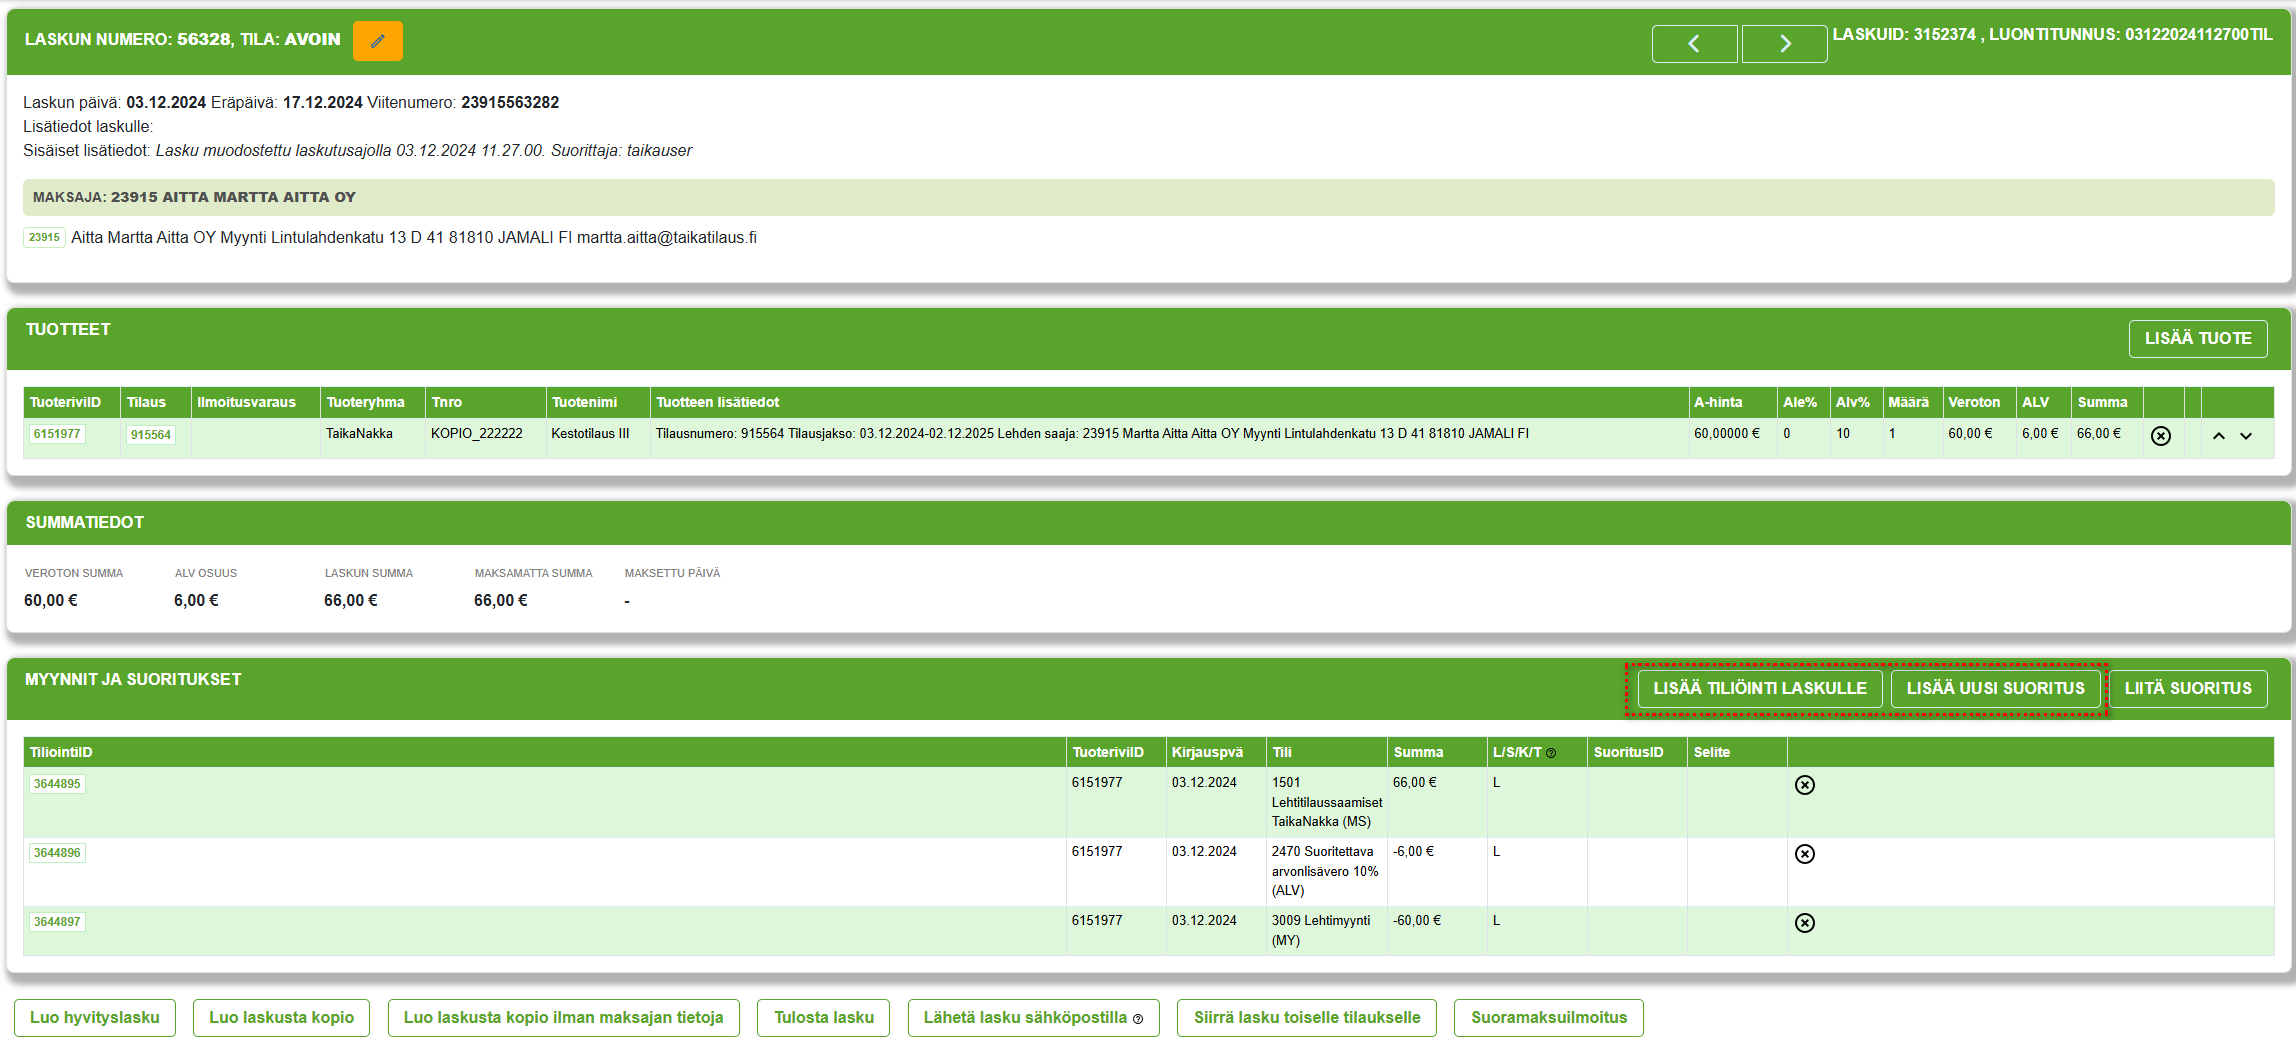 LASKUN NUMERO: 56328, TILA: AVOIN
LASKUID: 3152374 , LUONTITUNNUS: 03122024112700TIL
Laskun päivä: 03.12.2024 Eräpäivä: 17.12.2024 Viitenumero: 23915563282
Lisätiedot laskulle:
Sisäiset lisätiedot: Lasku muodostettu laskutusajolla 03.12.2024 11.27.00. Suorittaja: taikauser
MAKSAJA: 23915 AITTA MARTTA AITTA OY
23915 Aitta Martta Aitta OY Myynti Lintulahdenkatu 13 D 41 81810 JAMALI FI martta.aitta@taikatilaus.fi
TUOTTEET
LISÄÄ TUOTE
TuoteriviID Tilaus Ilmoitusvaraus Tuoteryhma Tnro Tuotenimi Tuotteen lisätiedot A-hinta Ale% Alv% Määrä Veroton ALV Summa
6151977 915564 TaikaNakka KOPIO_222222 Kestotilaus III Tilausnumero: 915564 Tilausjakso: 03.12.2024-02.12.2025 Lehden saaja: 23915 Martta Aitta Aitta OY Myynti Lintulahdenkatu 13 D 41 81810 JAMALI FI 60,00000 € 0 10 1 60,00 € 6,00 € 66,00 €
SUMMATIEDOT
VEROTON SUMMA ALV OSUUS LASKUN SUMMA MAKSAMATTA SUMMA MAKSETTU PÄIVÄ
60,00 € 6,00 € 66,00 € 66,00 € -
MYYNNIT JA SUORITUKSET
LISÄÄ TILIÖINTI LASKULLE LISÄÄ UUSI SUORITUS LIITÄ SUORITUS
TiliointiID TuoteriviID Kirjauspvä Tili Summa L/S/K/T SuoritusID Selite
3644895 6151977 03.12.2024 1501 66,00 € L
Lehtitilaussaamiset
TaikaNakka (MS)
3644896 6151977 03.12.2024 2470 Suoritettava -6,00 € L
arvonlisävero 10%
(ALV)
3644897 6151977 03.12.2024 3009 Lehtimyynti -60,00 € L
(MY)
Luo hyvityslasku Luo laskusta kopio Luo laskusta kopio ilman maksajan tietoja Tulosta lasku Lähetä lasku sähköpostilla Siirrä lasku toiselle tilaukselle Suoramaksuilmoitus